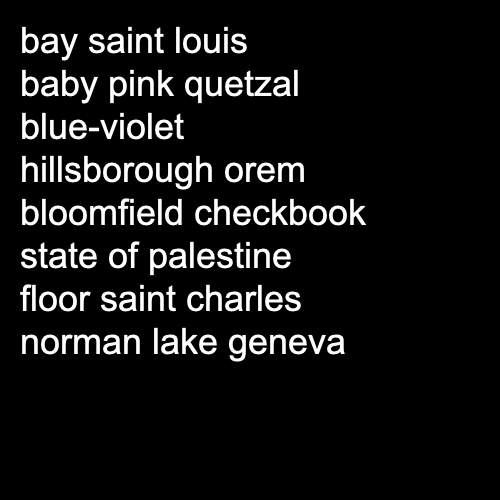 bay saint louis
baby pink quetzal
blue-violet
hillsborough orem
bloomfield checkbook
state of palestine
floor saint charles
norman lake geneva